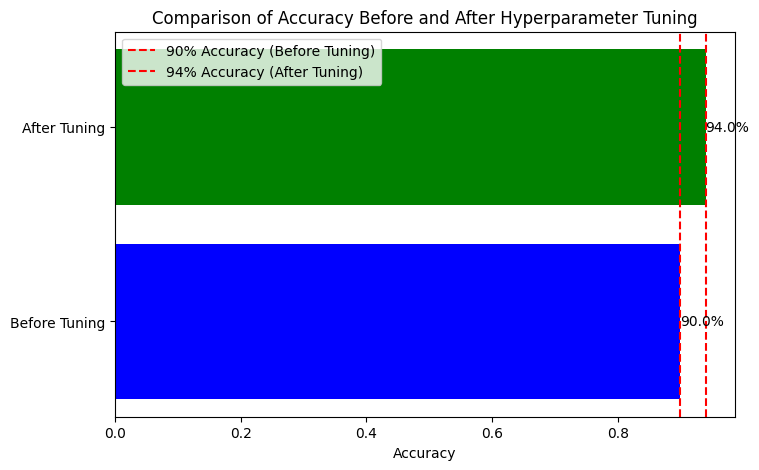 Comparison of Accuracy Before and After Hyperparameter Tuning
90% Accuracy (Before Tuning)
94% Accuracy (After Tuning)
After Tuning
94.0%
Before Tuning
90.0%
0.0 0.2 0.4 0.6 0.8
Accuracy